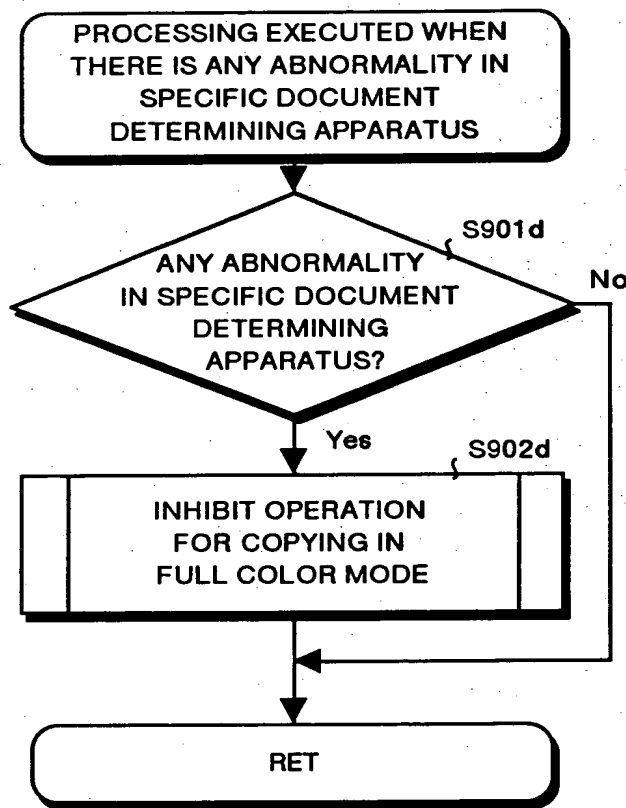 PROCESSING EXECUTED WHEN
THERE IS ANY ABNORMALITY IN
SPECIFIC DOCUMENT
DETERMINING APPARATUS
S901d
ANY ABNORMALITY
IN SPECIFIC DOCUMENT
DETERMINING
APPARATUS?
No
Yes
S902d
INHIBIT OPERATION
FOR COPYING IN
FULL COLOR MODE
RET